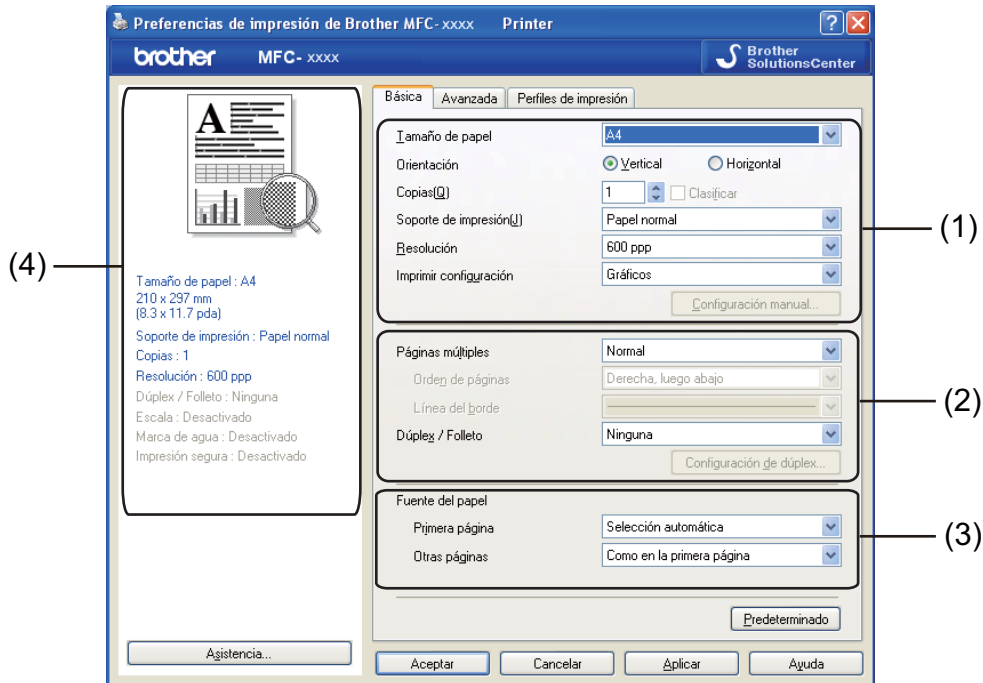 Preferencias de impresión de Brother MFC- xxxx Printer
brother MFC- xxxx
Brother
SolutionsCenter
A
Tamaño de papel : A4
210 x 297 mm
(8.3 x 11.7 pda)
Soporte de impresión : Papel normal
Copias : 1
Resolución : 600 ppp
Dúplex / Folleto : Ninguna
Escala : Desactivado
Marca de agua : Desactivado
Impresión segura : Desactivado
(4)
Asistencia...
Básica Avanzada Perfiles de impresión
Tamaño de papel A4
Orientación Vertical Horizontal
Copias(Q) 1 Clasificar
Soporte de impresión(J) Papel normal
Resolución 600 ppp
Imprimir configuración Gráficos
Configuración manual...
(1)
Páginas múltiples Normal
Orden de páginas Derecha, luego abajo
Línea del borde
Dúplex / Folleto Ninguna
Configuración de dúplex...
(2)
Fuente del papel
Primera página Selección automática
Otras páginas Como en la primera página
(3)
Predeterminado
Aceptar Cancelar Aplicar Ayuda